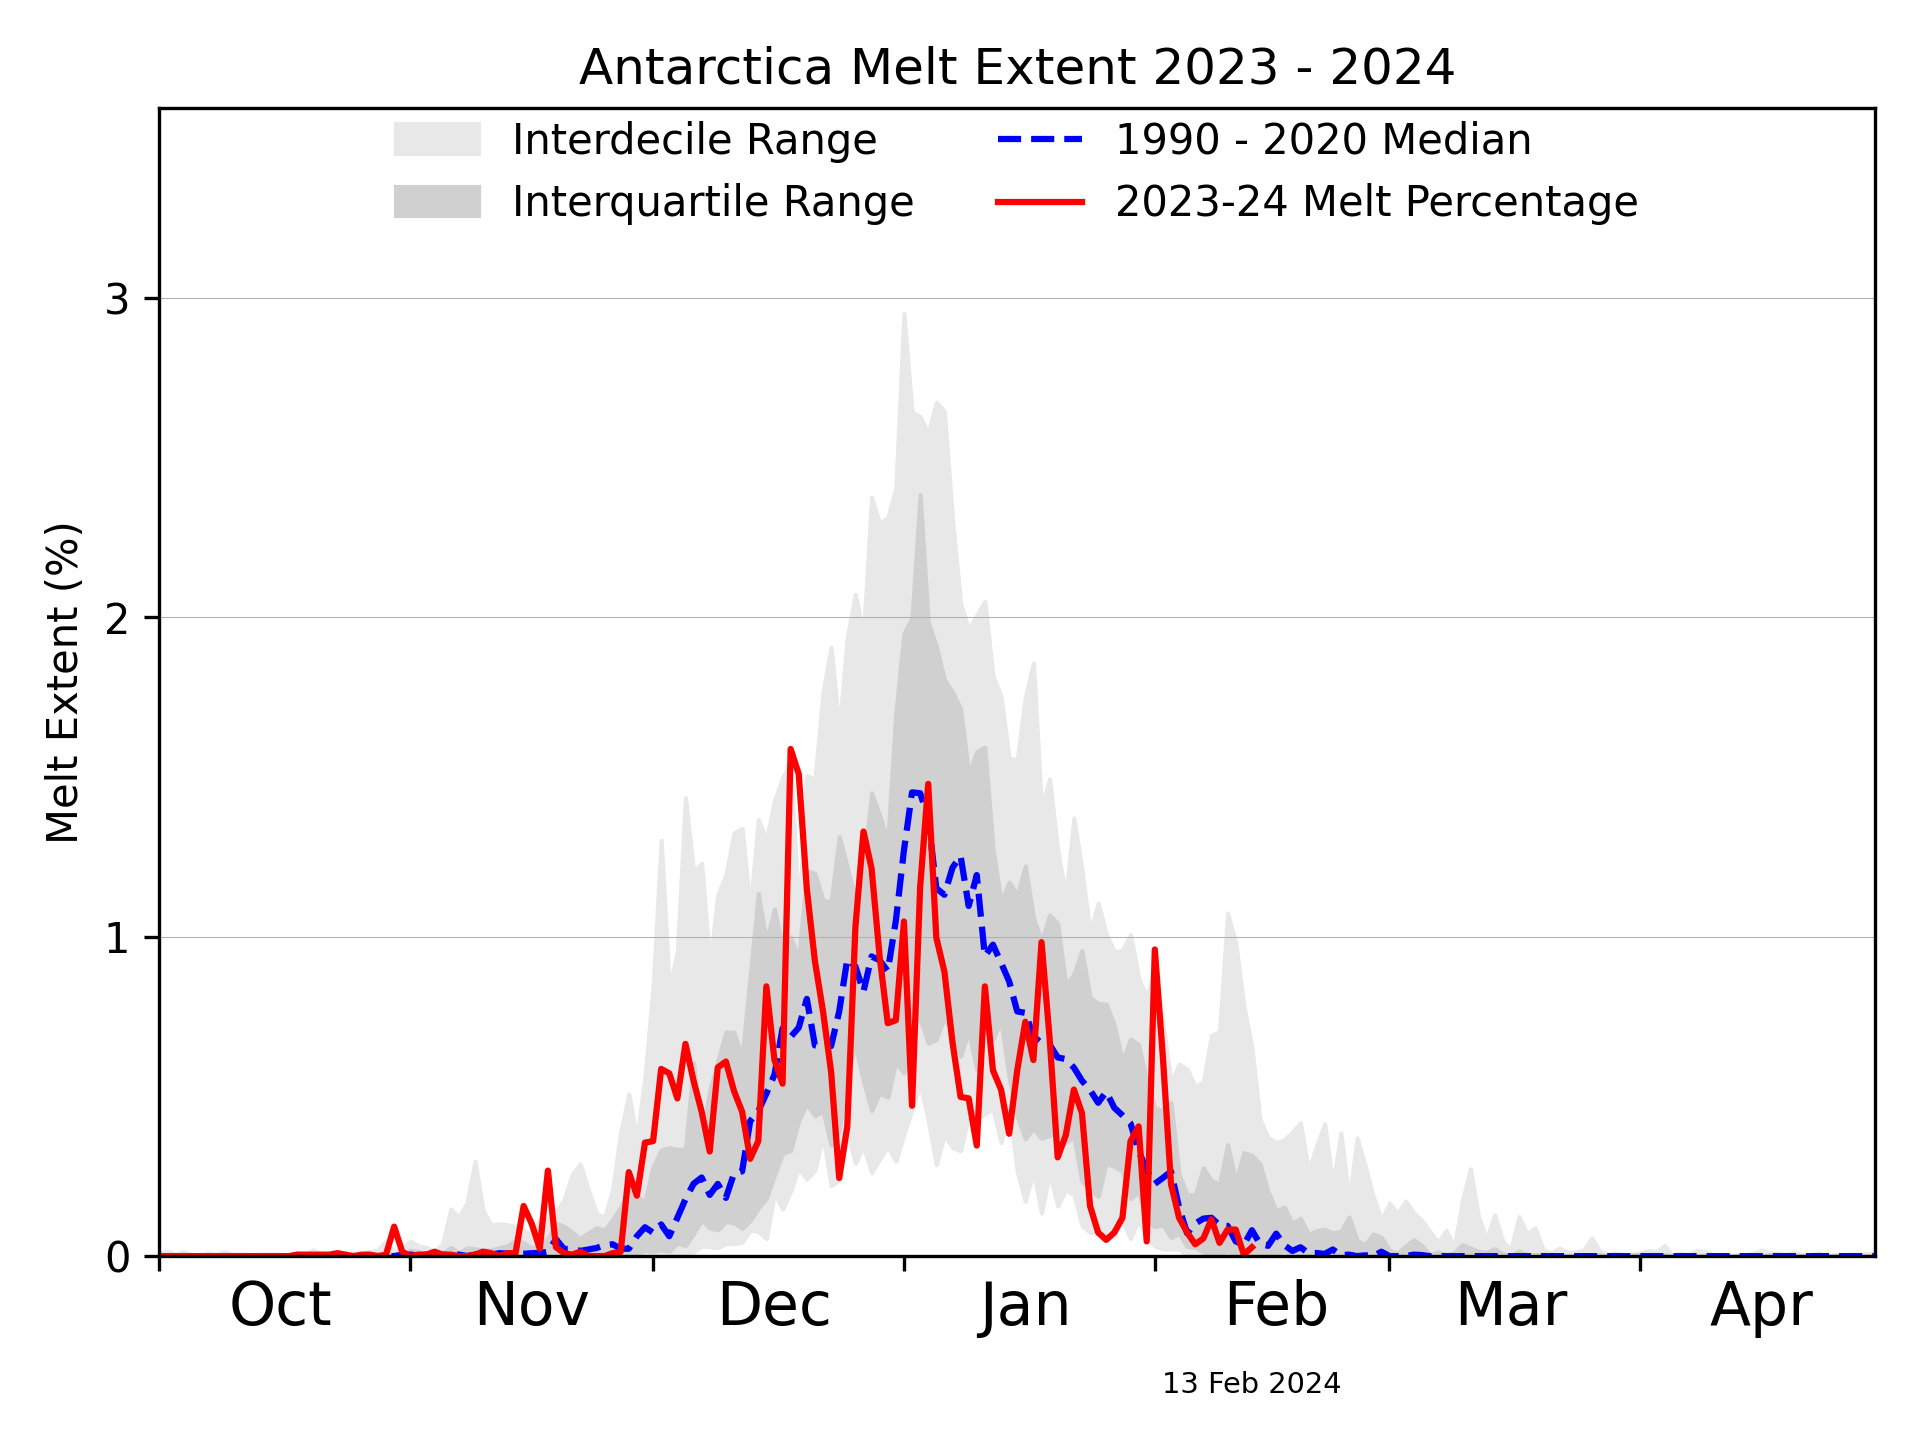 Antarctica Melt Extent 2023 - 2024
Interdecile Range
Interquartile Range
1990 - 2020 Median
2023-24 Melt Percentage
Melt Extent (%)
3
2
1
0
Oct Nov Dec Jan Feb Mar Apr
13 Feb 2024